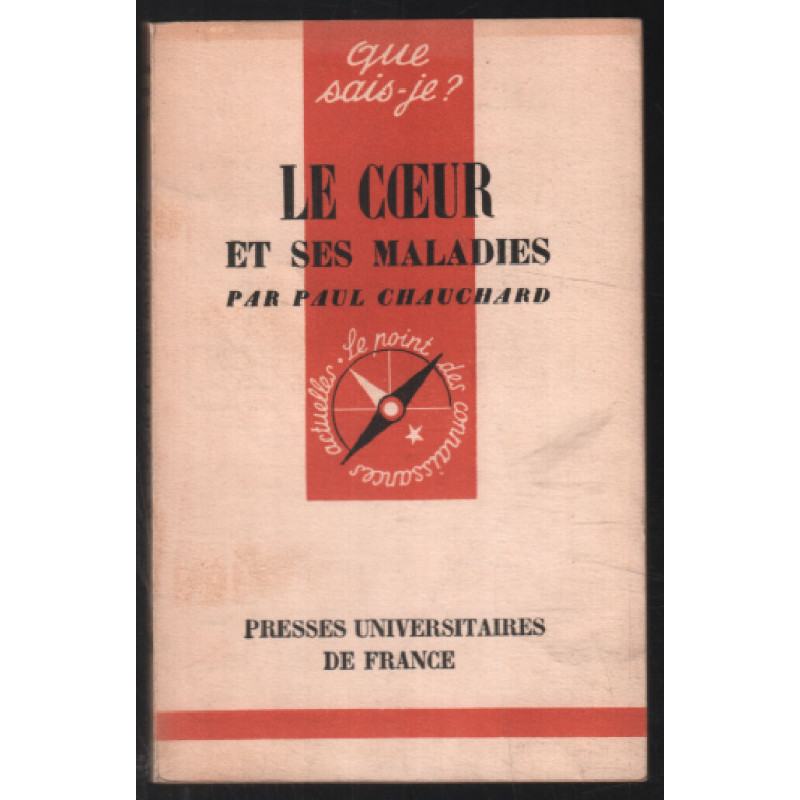 que
sais-je?
LE CŒUR
ET SES MALADIES
PAR PAUL CHAUCHARD
Le point des connaissances actuelles.
PRESSES UNIVERSITAIRES
DE FRANCE